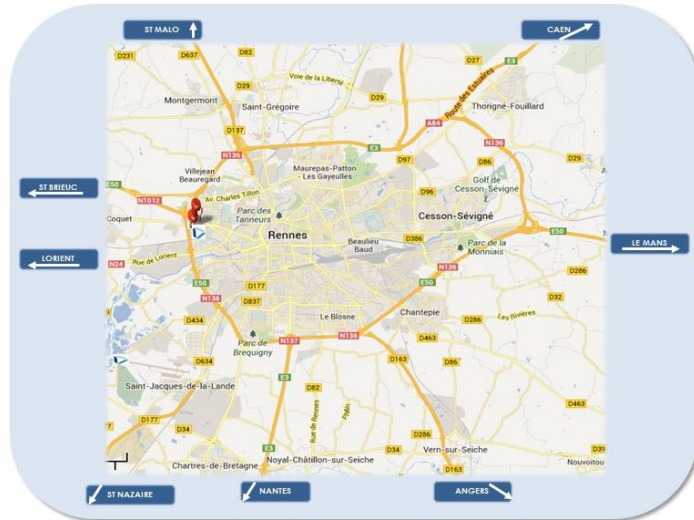 ST MALO
CAEN
D231
D637
D82
D27
E3
D29
Voie de la Liberté
Route des Estuaires
Montgermont
Saint-Grégoire
D29
D29
Thorigné-Fouillard
D137
A84
N136
E3
N136
D97
D86
D29
Villejean
Beauregard
Maurepas-Patton
- Les Gayeulles
Golf de
Cesson-Sévigné
ST BRIEUC
E50
N1012
Av. Charles Tillon
D96
Coquet
Parc des
Tanneurs
Cesson-Sévigné
Rennes
D386
Beaulieu
Baud
Parc de la
Monniais
E50
LE MANS
LORIENT
N24
Rue de Lorient
N136
D286
D177
E50
N136
D837
D32
D434
Le Blosne
Chantepie
Les Rivières
Parc de
Brequigny
N137
N136
D463
D634
D163
D86
Saint-Jacques-de-la-Lande
E3
D82
D463
D177
Rue de Rennes
D34
D286
D34
Vern-sur-Seiche
D39
E3
Noyal-Châtillon-sur-Seiche
Chartres-de-Bretagne
D163
Nouvoitou
ST NAZAIRE
NANTES
ANGERS